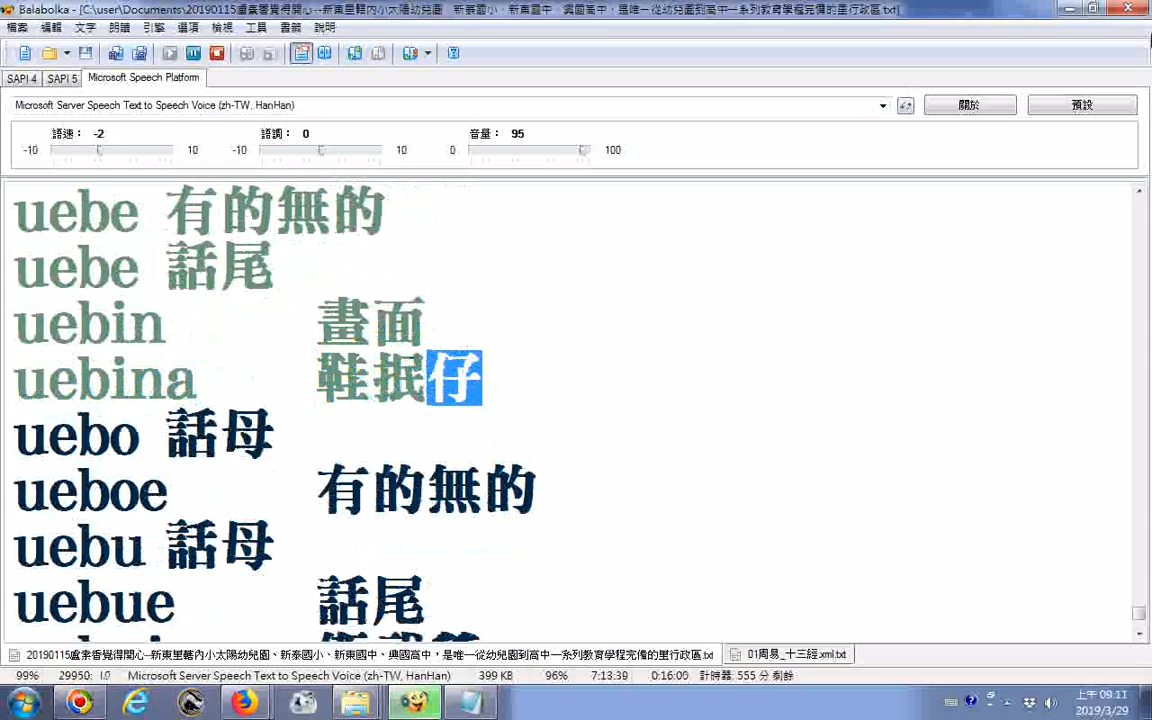 Balabolka - [C:\user\Documents\20190115盧素香覺得開心--新東里轄內小太陽幼兒園、新泰國小、新東國中、興國高中，是唯一從幼兒園到高中一系列教育學程完備的里行政區.txt]
檔案 編輯 文字 朗讀 引擎 選項 檢視 工具 書籤 說明
SAPI 4 SAPI 5 Microsoft Speech Platform
Microsoft Server Speech Text to Speech Voice (zh-TW, HanHan) 關於 預設
語速： -2 語調： 0 音量： 95
-10 10 -10 10 0 100
uebe 有的無的
uebe 話尾
uebin 畫面
uebina 鞋抿仔
uebo 話母
ueboe 有的無的
uebu 話母
uebue 話尾
20190115盧素香覺得開心--新東里轄內小太陽幼兒園、新泰國小、新東國中、興國高中，是唯一從幼兒園到高中一系列教育學程完備的里行政區.txt 01周易_十三經.xml.txt
99% 29950: 1 Microsoft Server Speech Text to Speech Voice (zh-TW, HanHan) 399 KB 96% 7:13:39 0:16:00 計時器： 555 分 剩餘
上午 09:11
2019/3/29